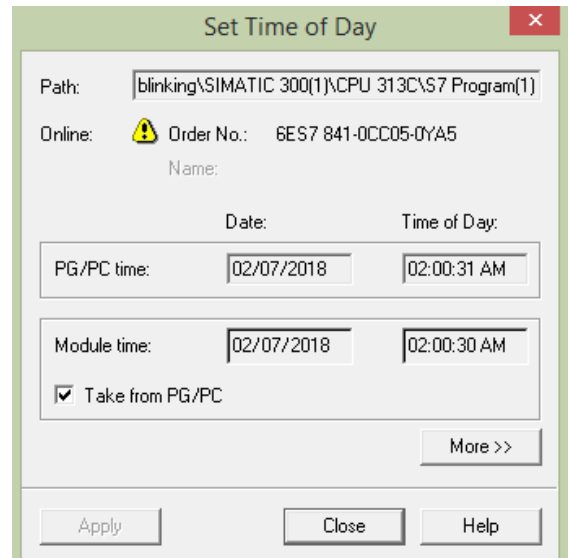 Set Time of Day
Path: blinking\SIMATIC 300(1)\CPU 313C\S7 Program(1)
Online: Order No.: 6ES7 841-0CC05-0YA5
Name:
Date: Time of Day:
PG/PC time: 02/07/2018 02:00:31 AM
Module time: 02/07/2018 02:00:30 AM
Take from PG/PC
More >>
Apply Close Help